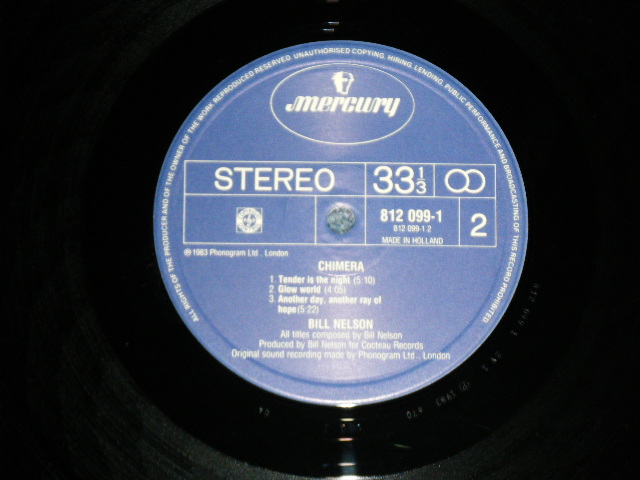 ALL RIGHTS OF THE PRODUCER AND OF THE OWNER OF THE WORK REPRODUCED RESERVED. UNAUTHORISED COPYING, HIRING, LENDING, PUBLIC PERFORMANCE AND BROADCASTING OF THIS RECORD PROHIBITED
mercury
STEREO
33 1/3
812 099-1
812 099-1 2
MADE IN HOLLAND
2
℗ 1983 Phonogram Ltd . London
CHIMERA
1. Tender is the night (5:10)
2. Glow world (4:05)
3. Another day, another ray of
hope(5:22)
BILL NELSON
All titles composed by Bill Nelson
Produced by Bill Nelson for Cocteau Records
Original sound recording made by Phonogram Ltd . London